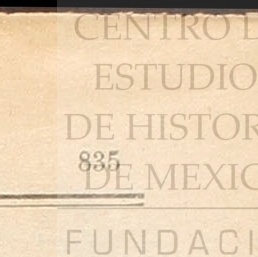 CENTRO D
ESTUDIO
DE HISTOR
835
DE MEXIC
FUNDACI